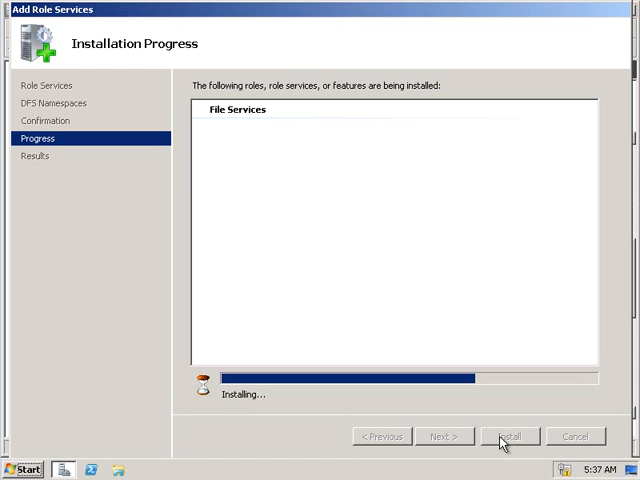 Add Role Services
Installation Progress
Role Services
DFS Namespaces
Confirmation
Progress
Results
The following roles, role services, or features are being installed:
File Services
Installing...
< Previous
Next >
Install
Cancel
Start
5:37 AM